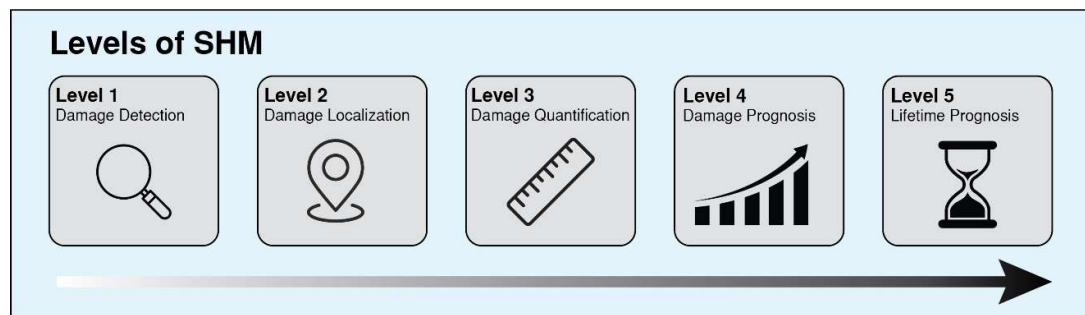 Levels of SHM
Level 1
Damage Detection
Level 2
Damage Localization
Level 3
Damage Quantification
Level 4
Damage Prognosis
Level 5
Lifetime Prognosis